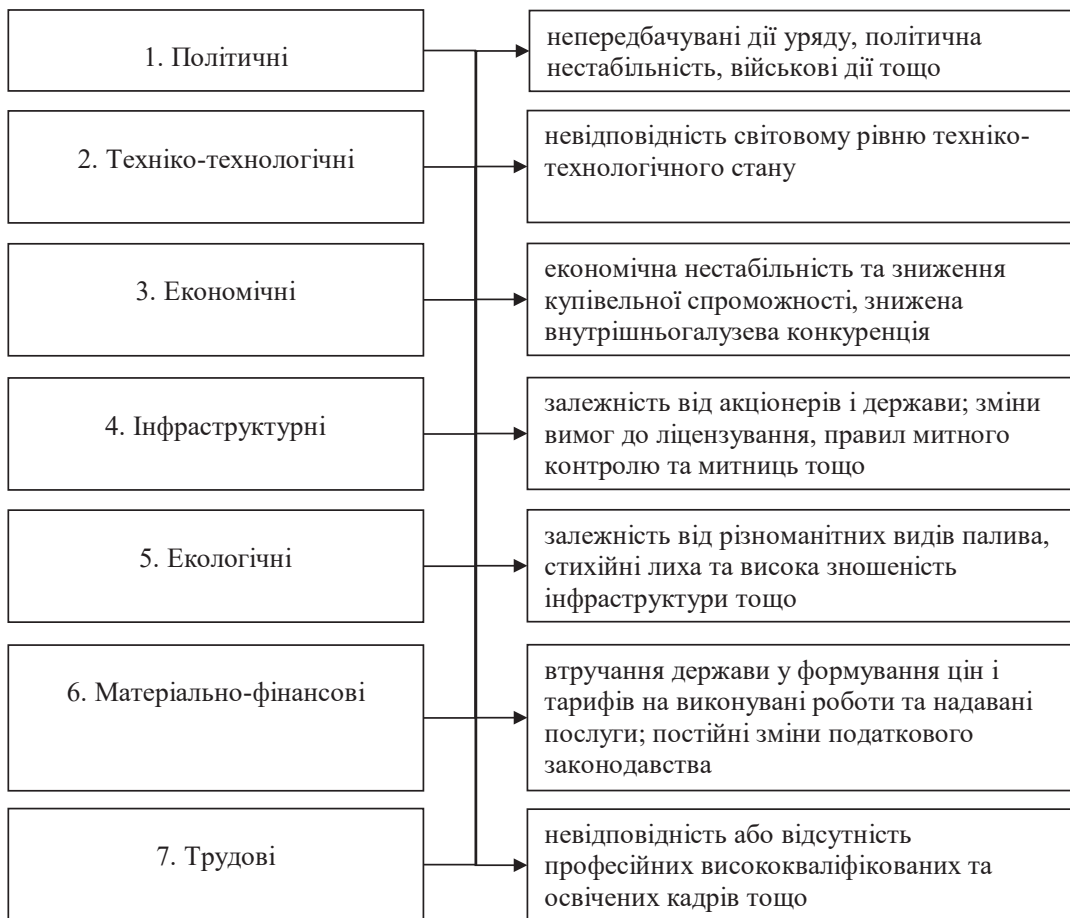 1. Політичні
непередбачувані дії уряду, політична
нестабільність, військові дії тощо
2. Техніко-технологічні
невідповідність світовому рівню техніко-
технологічного стану
3. Економічні
економічна нестабільність та зниження
купівельної спроможності, знижена
внутрішньогалузева конкуренція
4. Інфраструктурні
залежність від акціонерів і держави; зміни
вимог до ліцензування, правил митного
контролю та митниць тощо
5. Екологічні
залежність від різноманітних видів палива,
стихійні лиха та висока зношеність
інфраструктури тощо
6. Матеріально-фінансові
втручання держави у формування цін і
тарифів на виконувані роботи та надавані
послуги; постійні зміни податкового
законодавства
7. Трудові
невідповідність або відсутність
професійних висококваліфікованих та
освічених кадрів тощо